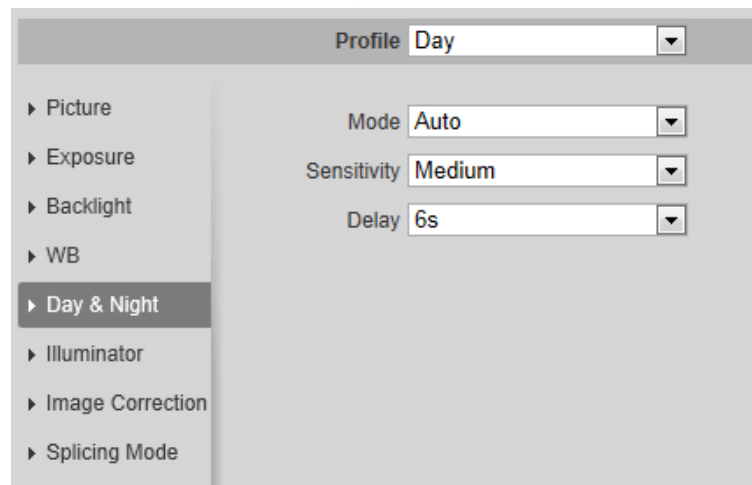 Profile Day
Picture
Mode Auto
Exposure
Sensitivity Medium
Backlight
Delay 6s
WB
Day & Night
Illuminator
Image Correction
Splicing Mode